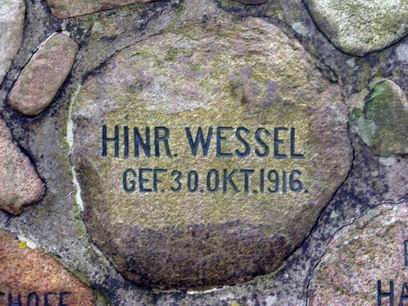 HINR. WESSEL
GEF. 30. OKT. 1916.